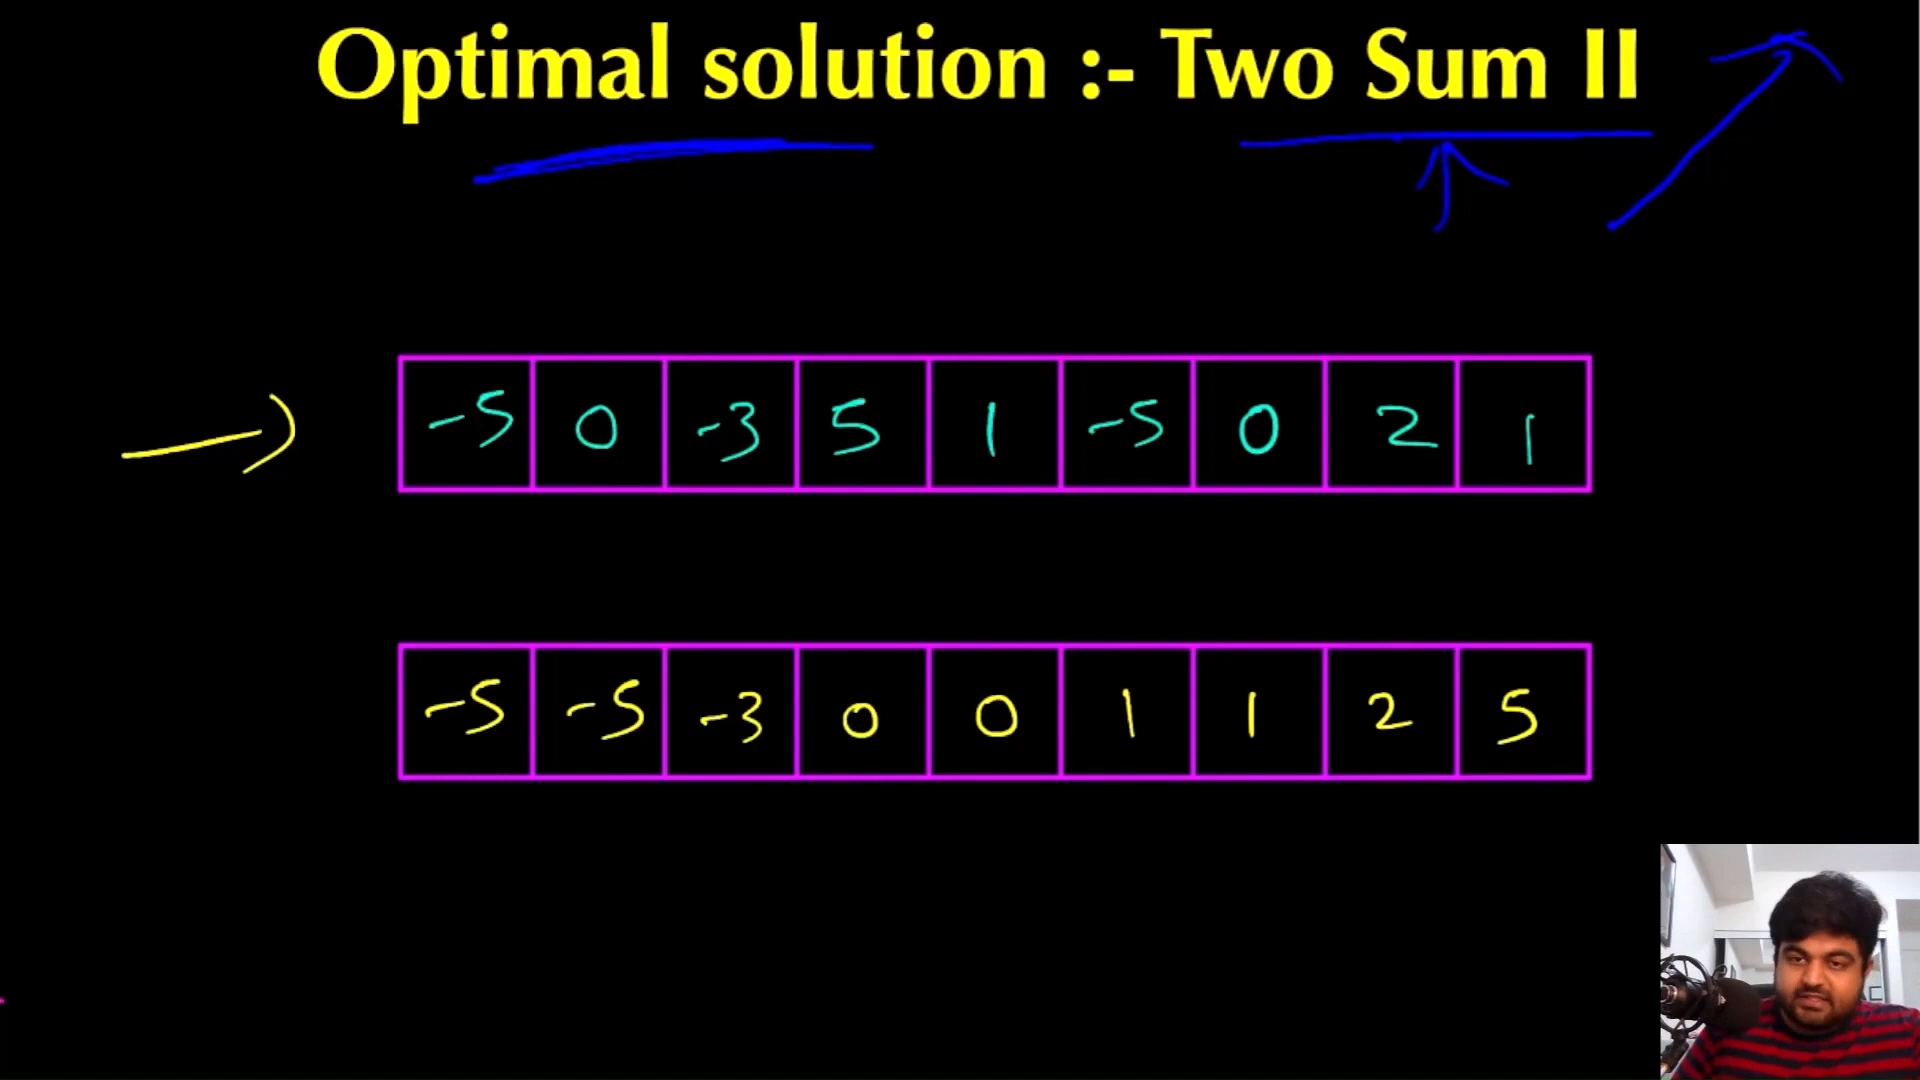 Optimal solution :- Two Sum II
-5 0 -3 5 1 -5 0 2 1
-5 -5 -3 0 0 1 1 2 5